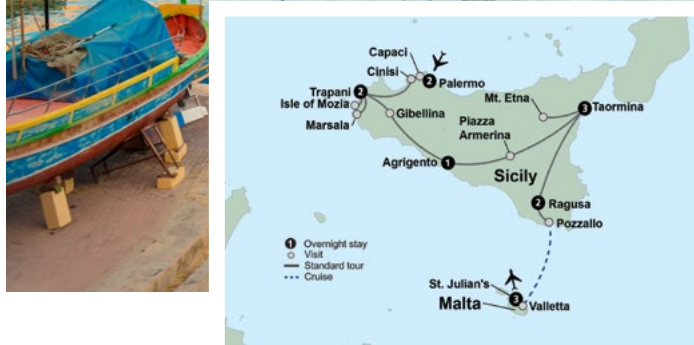 Capaci
Cinisi
2 Palermo
Trapani 2
Isle of Mozia
Marsala
Gibellina
Mt. Etna
3 Taormina
Piazza
Armerina
Agrigento 1
Sicily
2 Ragusa
Pozzallo
1 Overnight stay
Visit
Standard tour
Cruise
St. Julian's
3
Malta
Valletta